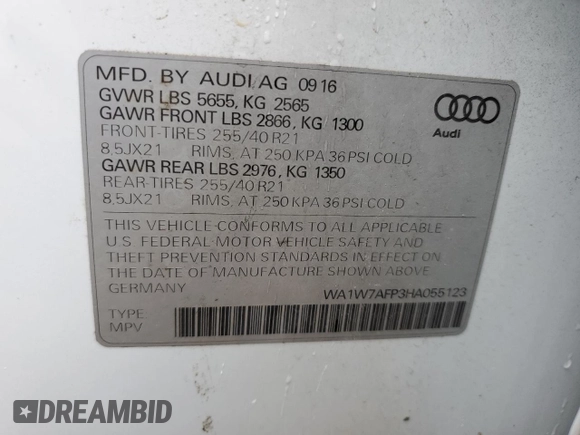 MFD. BY AUDI AG 09 16
GVWR LBS 5655, KG 2565
GAWR FRONT LBS 2866, KG 1300
FRONT-TIRES 255/40 R21
8,5JX21 RIMS, AT 250 KPA 36 PSI COLD
GAWR REAR LBS 2976, KG 1350
REAR-TIRES 255/40 R21
8,5JX21 RIMS, AT 250 KPA 36 PSI COLD
Audi
THIS VEHICLE CONFORMS TO ALL APPLICABLE
U.S. FEDERAL MOTOR VEHICLE SAFETY AND
THEFT PREVENTION STANDARDS IN EFFECT ON
THE DATE OF MANUFACTURE SHOWN ABOVE.
GERMANY WA1W7AFP3HA055123
TYPE:
MPV
DREAMBID